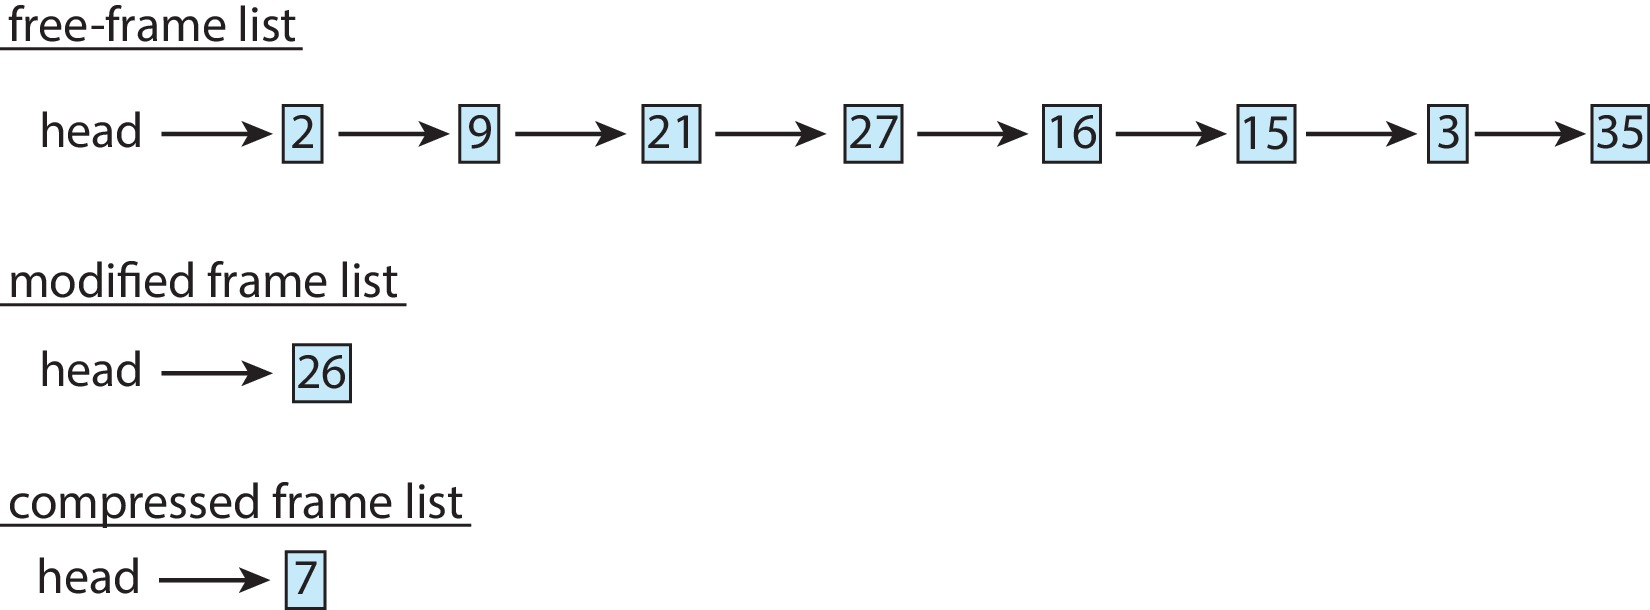 free-frame list
head 2 9 21 27 16 15 3 35
modified frame list
head 26
compressed frame list
head 7